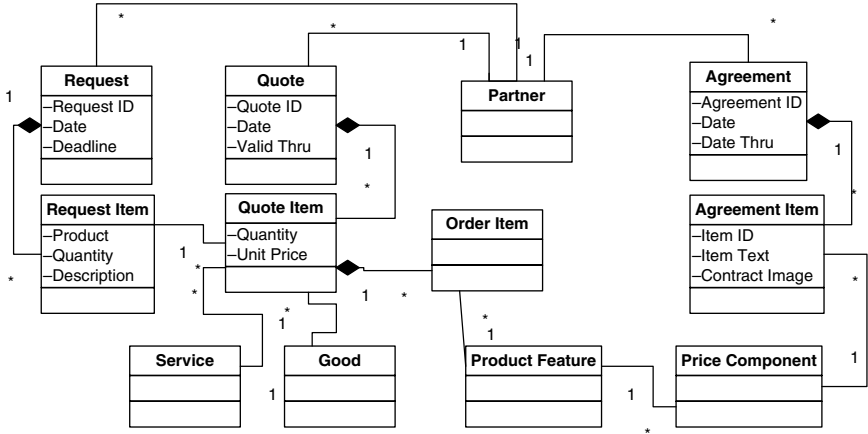 *
*
1
1
1
*
1
Request
–Request ID
–Date
–Deadline
Quote
–Quote ID
–Date
–Valid Thru
Partner
Agreement
–Agreement ID
–Date
–Date Thru
1
*
1
*
Request Item
–Product
–Quantity
–Description
Quote Item
–Quantity
–Unit Price
Order Item
Agreement Item
–Item ID
–Item Text
–Contract Image
1
*
*
*
*
1
*
1
*
1
*
1
Service
Good
Product Feature
Price Component
1
1
*